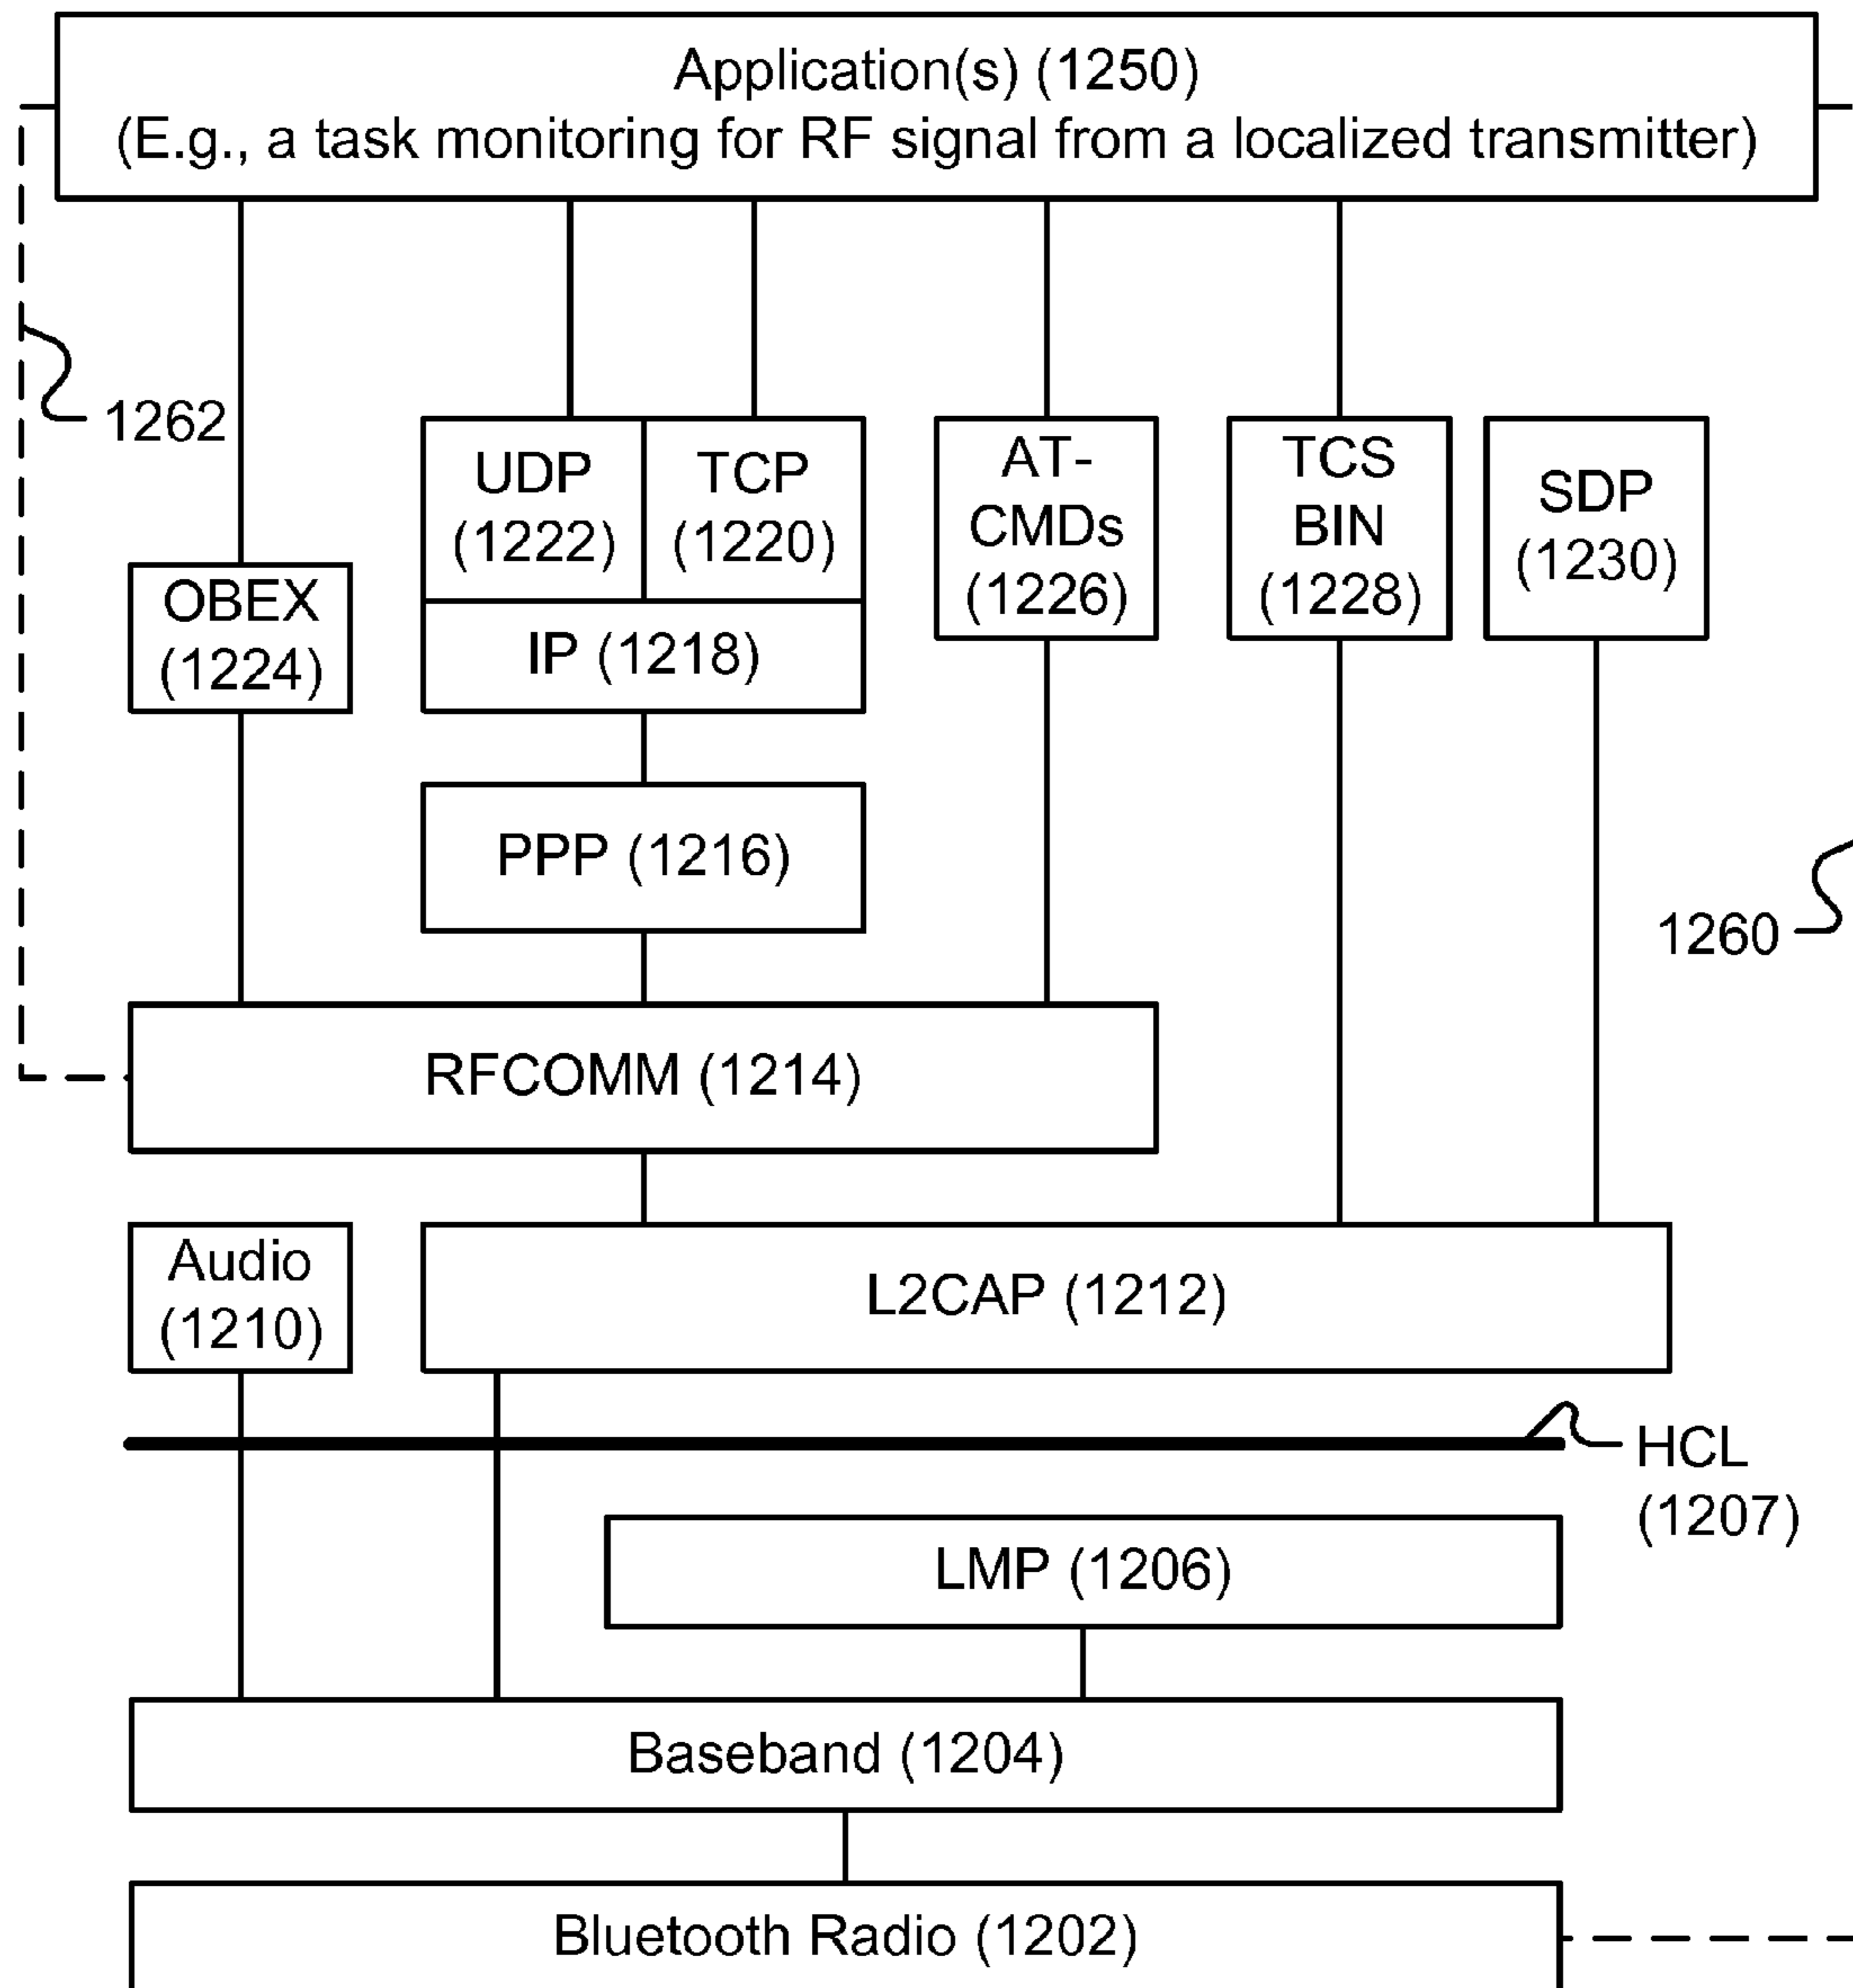 Application(s) (1250)
(E.g., a task monitoring for RF signal from a localized transmitter)
1262
UDP
(1222)
TCP
(1220)
AT-
CMDs
(1226)
TCS
BIN
(1228)
SDP
(1230)
OBEX
(1224)
IP (1218)
PPP (1216)
1260
RFCOMM (1214)
Audio
(1210)
L2CAP (1212)
HCL
(1207)
LMP (1206)
Baseband (1204)
Bluetooth Radio (1202)